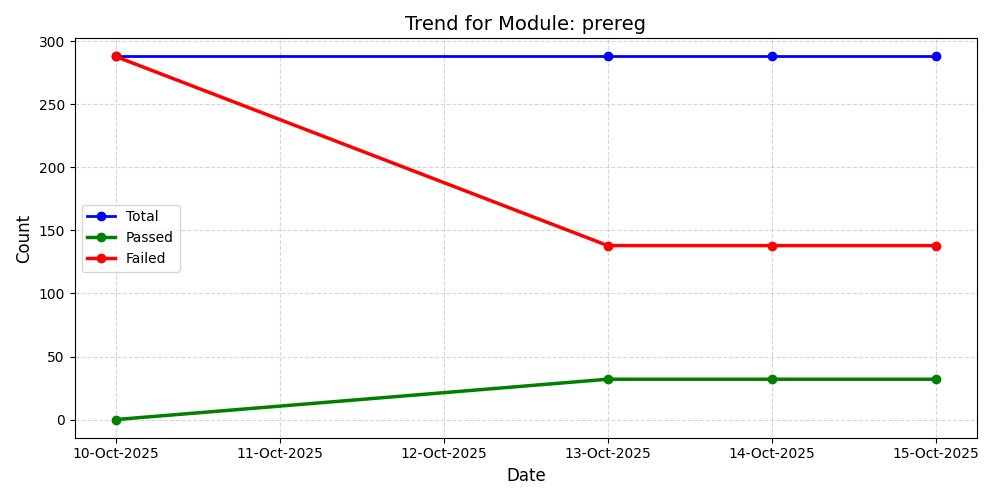 Trend for Module: prereg
Count
300
250
200
150
100
50
0
Total
Passed
Failed
10-Oct-2025
11-Oct-2025
12-Oct-2025
13-Oct-2025
14-Oct-2025
15-Oct-2025
Date